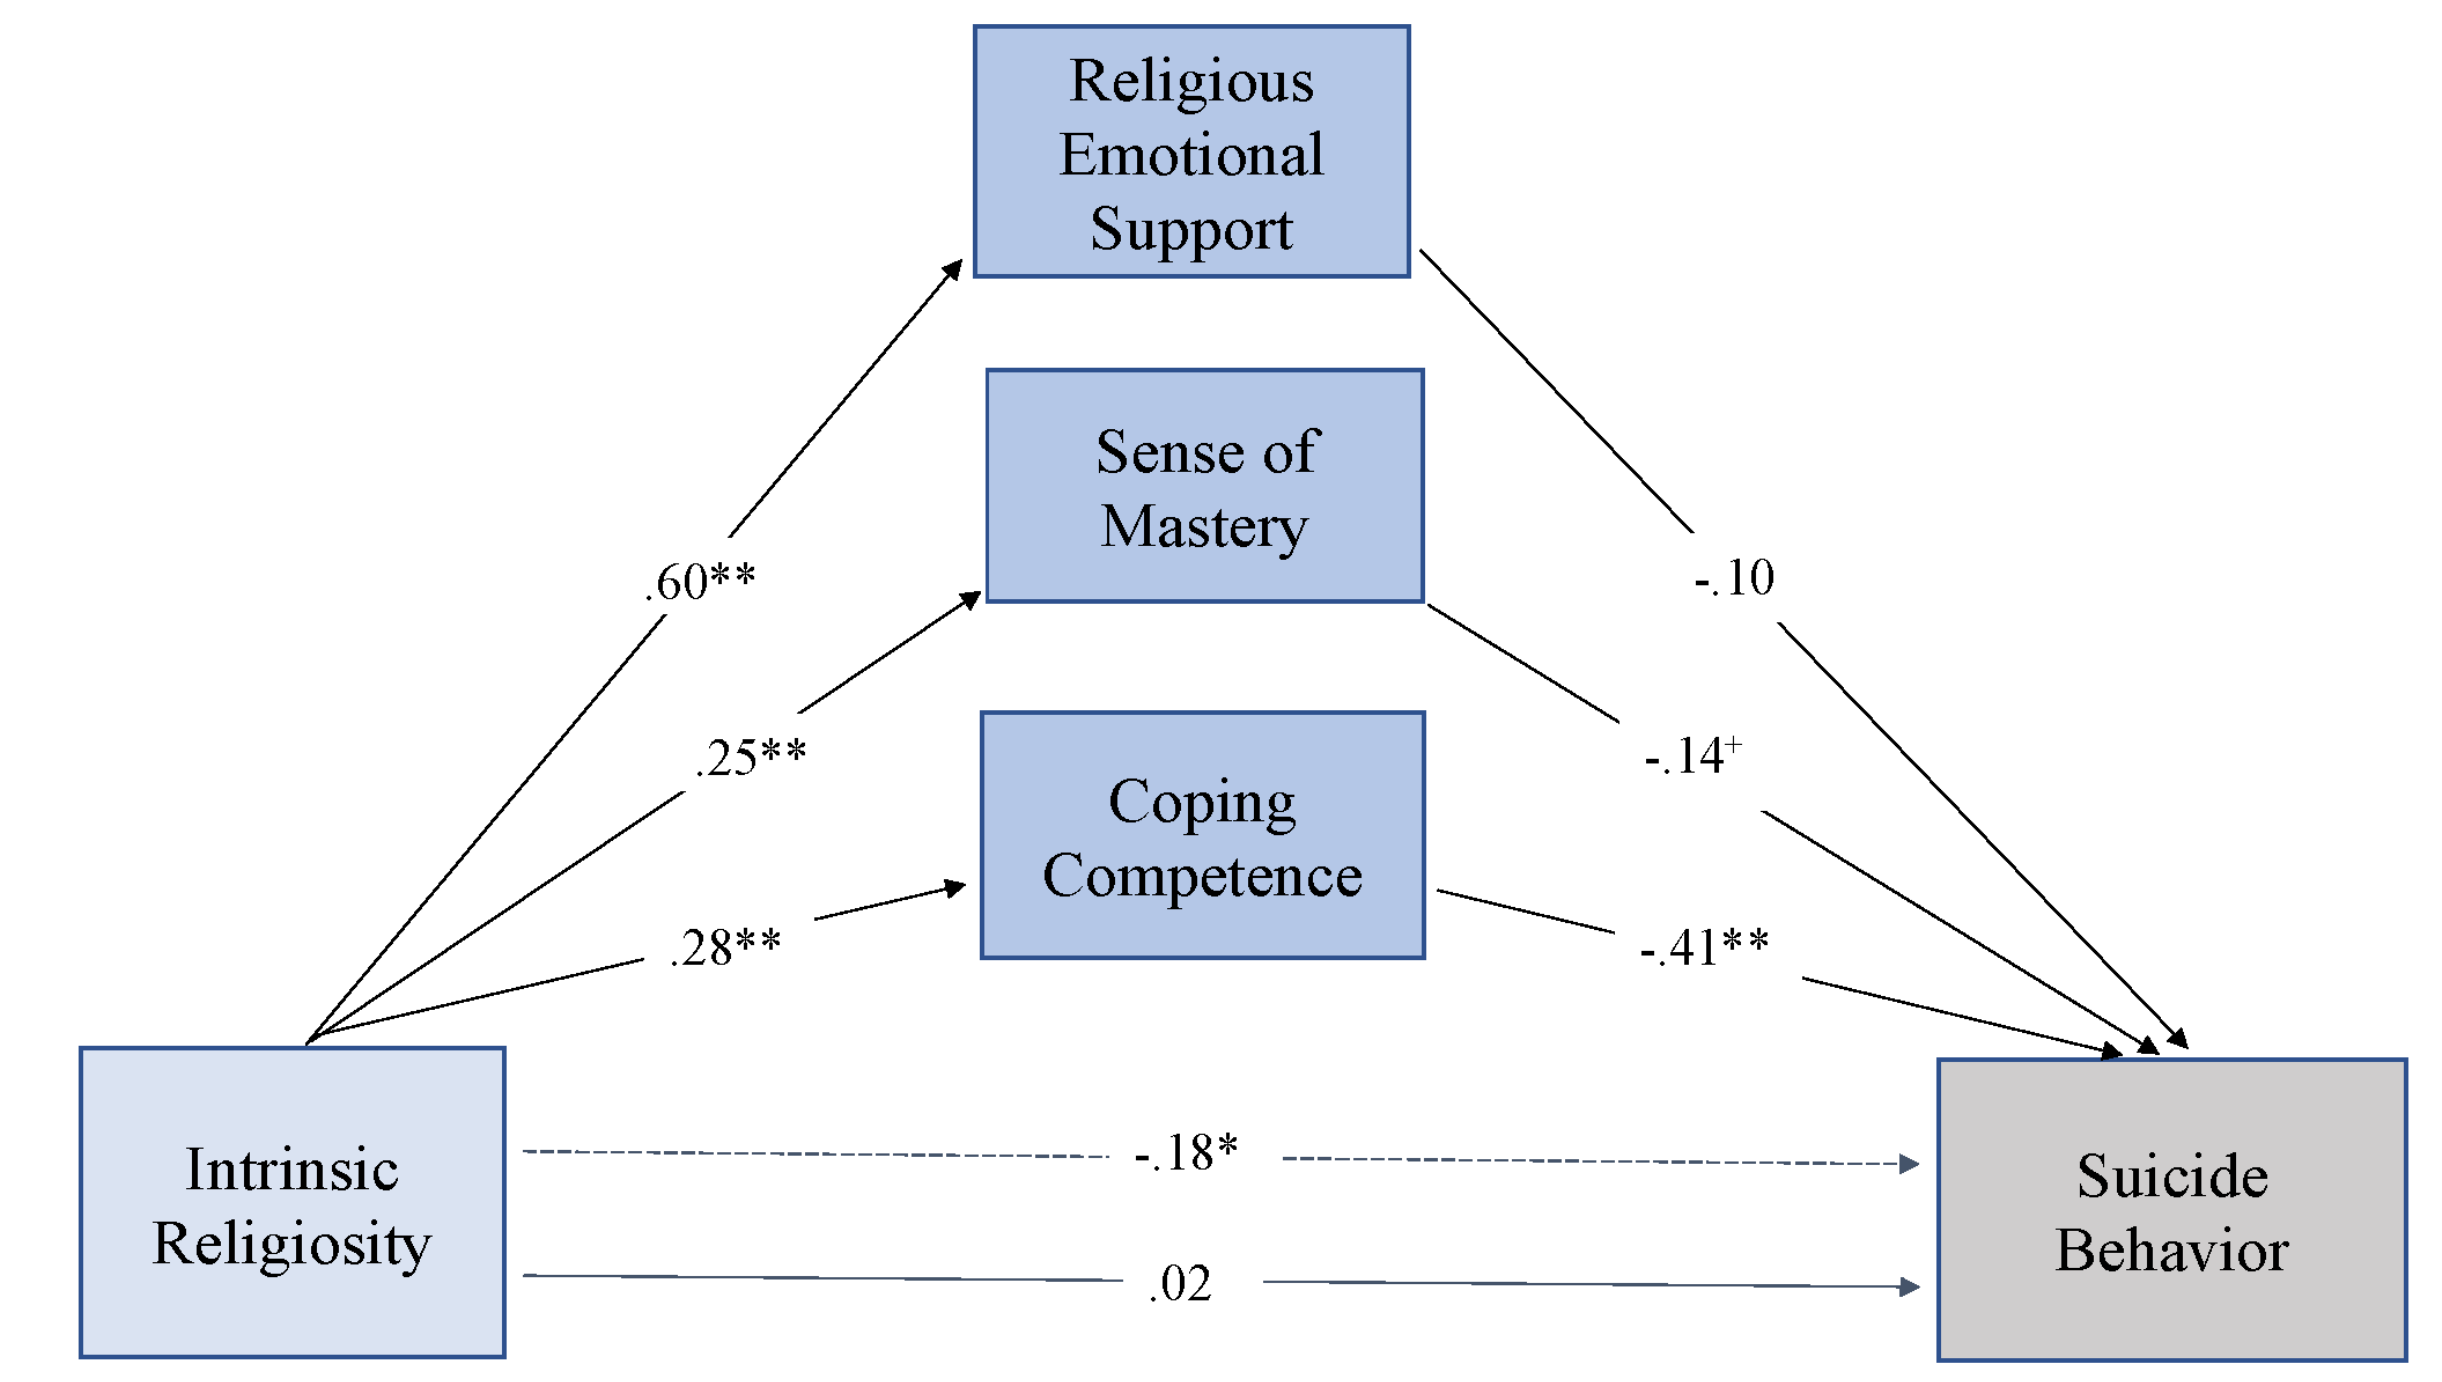 Religious
Emotional
Support
Sense of
Mastery
Coping
Competence
.60**
.25**
.28**
-.10
-.14⁺
-.41**
Intrinsic
Religiosity
-.18*
.02
Suicide
Behavior